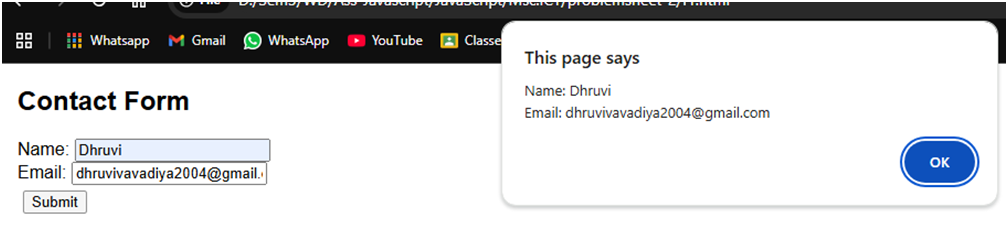 Whatsapp Gmail WhatsApp YouTube Classe
This page says
Name: Dhruvi
Email: dhruvivavadiya2004@gmail.com
OK
Contact Form
Name: Dhruvi
Email: dhruvivavadiya2004@gmail.
Submit